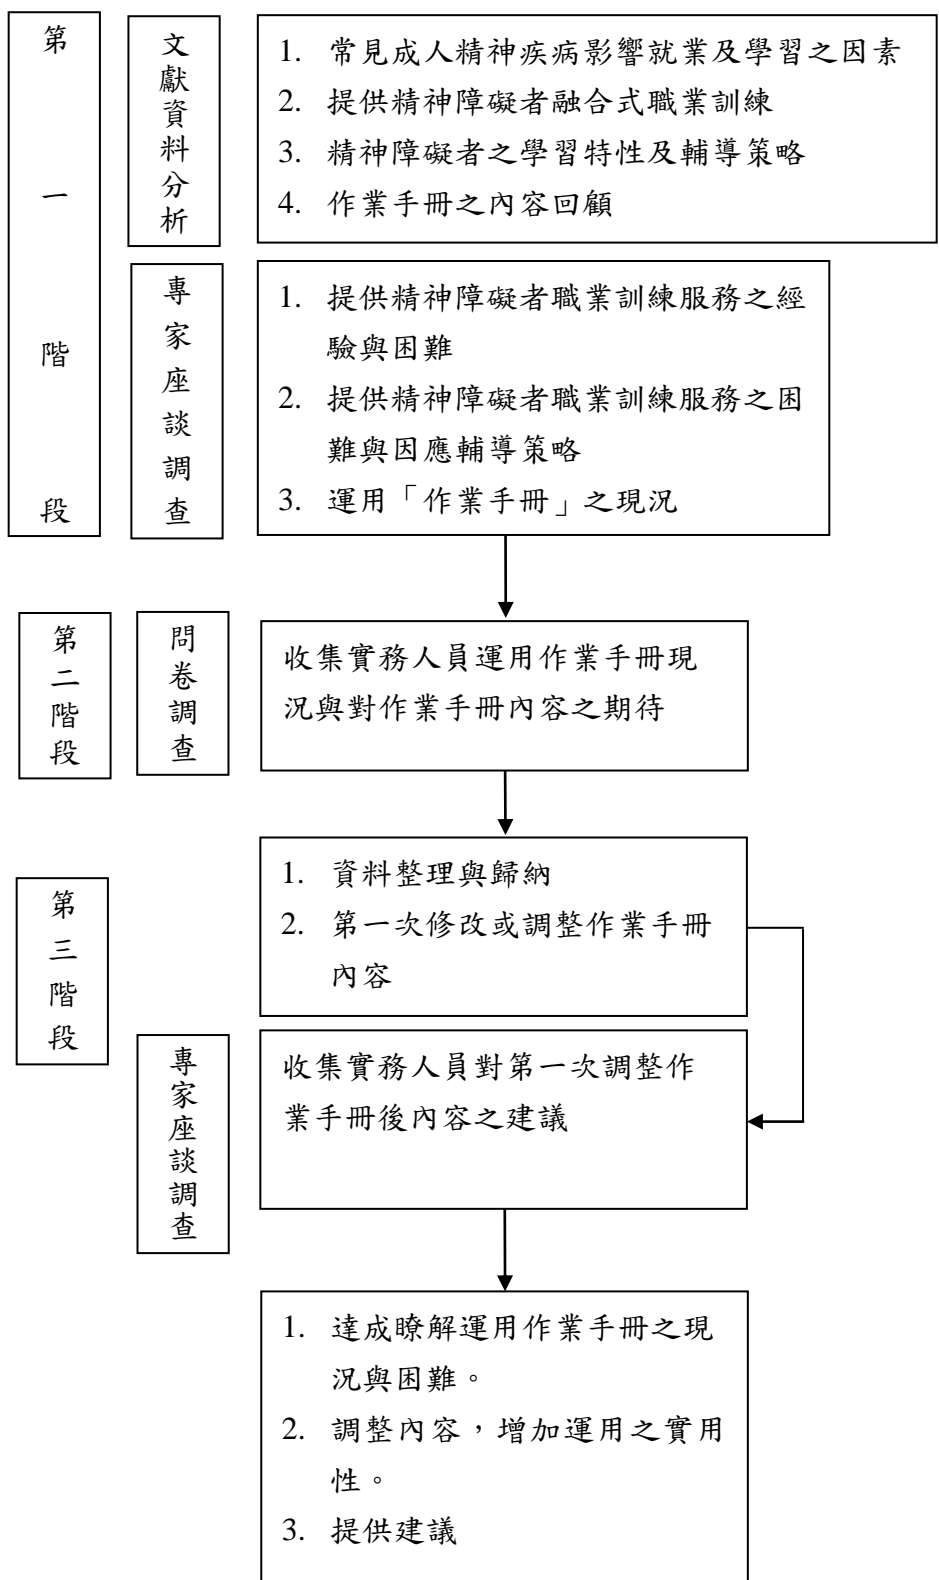 第一階段
文獻資料分析
1. 常見成人精神疾病影響就業及學習之因素
2. 提供精神障礙者融合式職業訓練
3. 精神障礙者之學習特性及輔導策略
4. 作業手冊之內容回顧
專家座談調查
1. 提供精神障礙者職業訓練服務之經
驗與困難
2. 提供精神障礙者職業訓練服務之困
難與因應輔導策略
3. 運用「作業手冊」之現況
第二階段
問卷調查
收集實務人員運用作業手冊現
況與對作業手冊內容之期待
第三階段
1. 資料整理與歸納
2. 第一次修改或調整作業手冊
內容
專家座談調查
收集實務人員對第一次調整作
業手冊後內容之建議
1. 達成瞭解運用作業手冊之現
況與困難。
2. 調整內容，增加運用之實用
性。
3. 提供建議